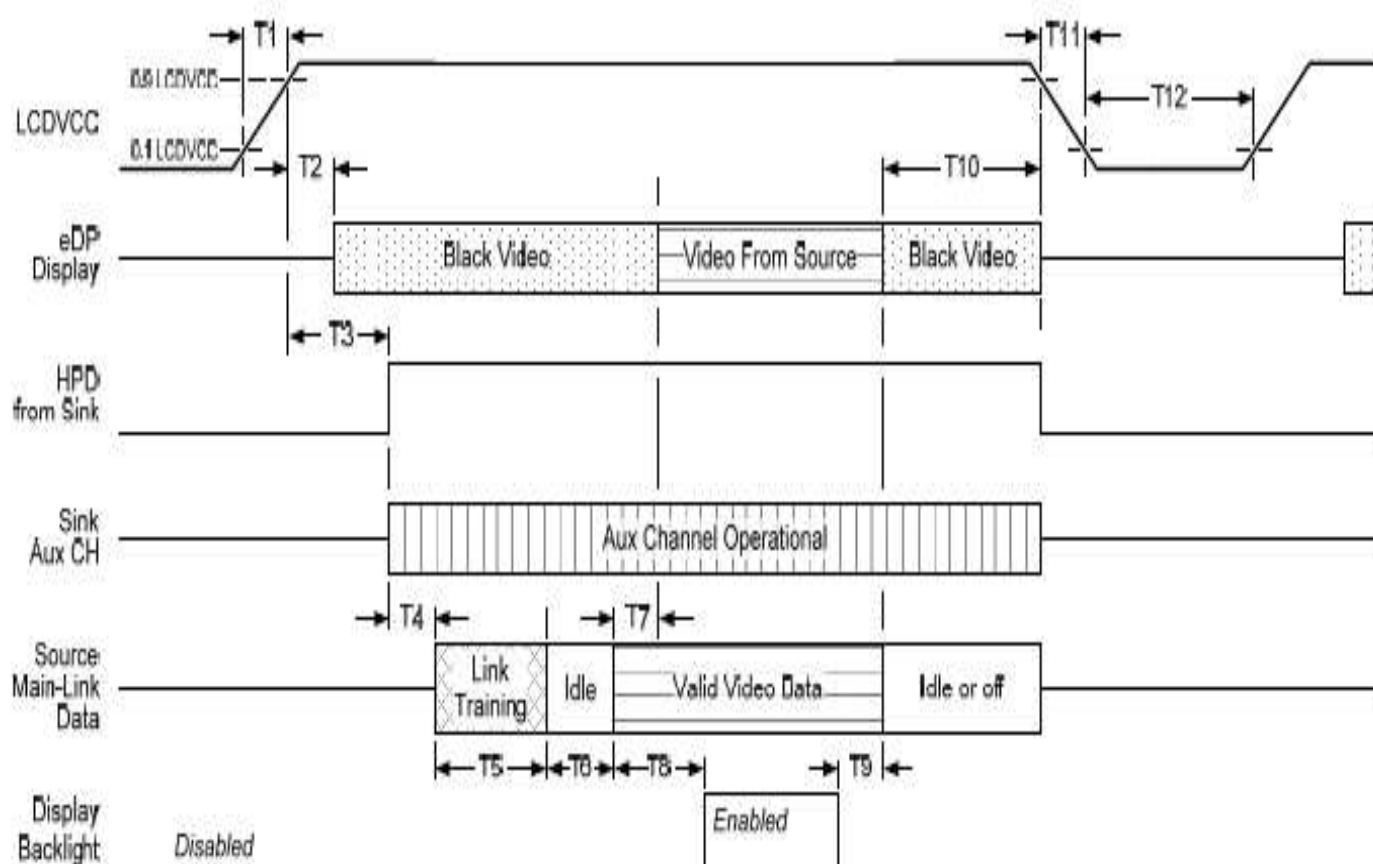 T1
T11
0.9 LCDVCC
T12
LCDVCC
0.1 LCDVCC
T2
T10
eDP
Display
Black Video
Video From Source
Black Video
T3
HPD
from Sink
Sink
Aux CH
Aux Channel Operational
T4
T7
Source
Main-Link
Data
Link
Training
Idle
Valid Video Data
Idle or off
T5
T6
T8
T9
Display
Backlight
Disabled
Enabled